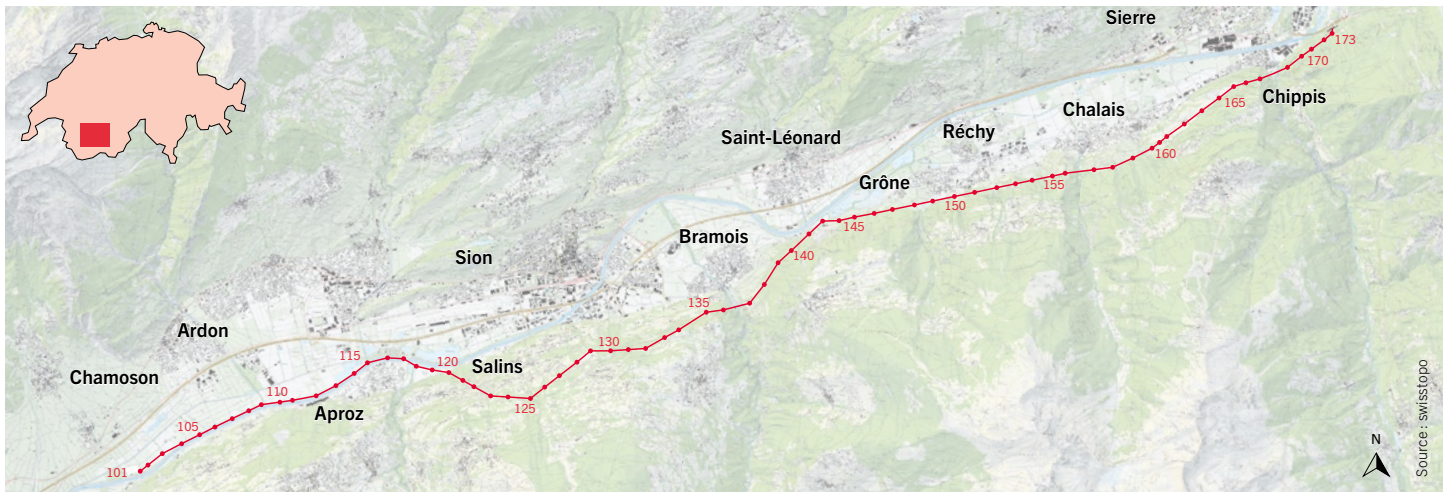 Sierre
173
170
Chippis
165
Chalais
Réchy
160
Saint-Léonard
155
Grône
150
145
Bramois
140
Sion
135
130
Ardon
115
120
Salins
Chamoson
125
110
Aproz
105
101
N
Source : swisstopo